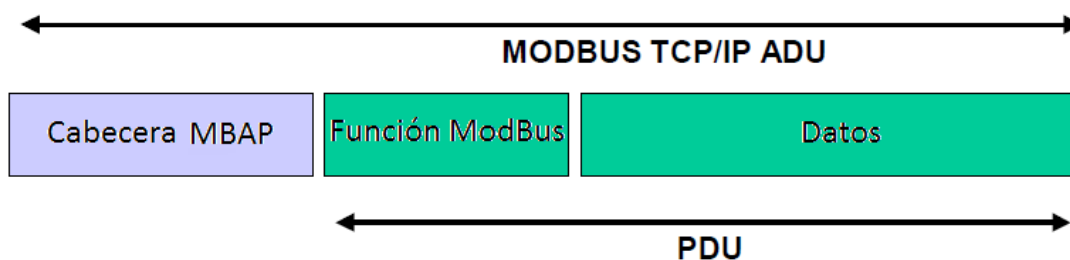 MODBUS TCP/IP ADU
Cabecera MBAP
Función ModBus
Datos
PDU